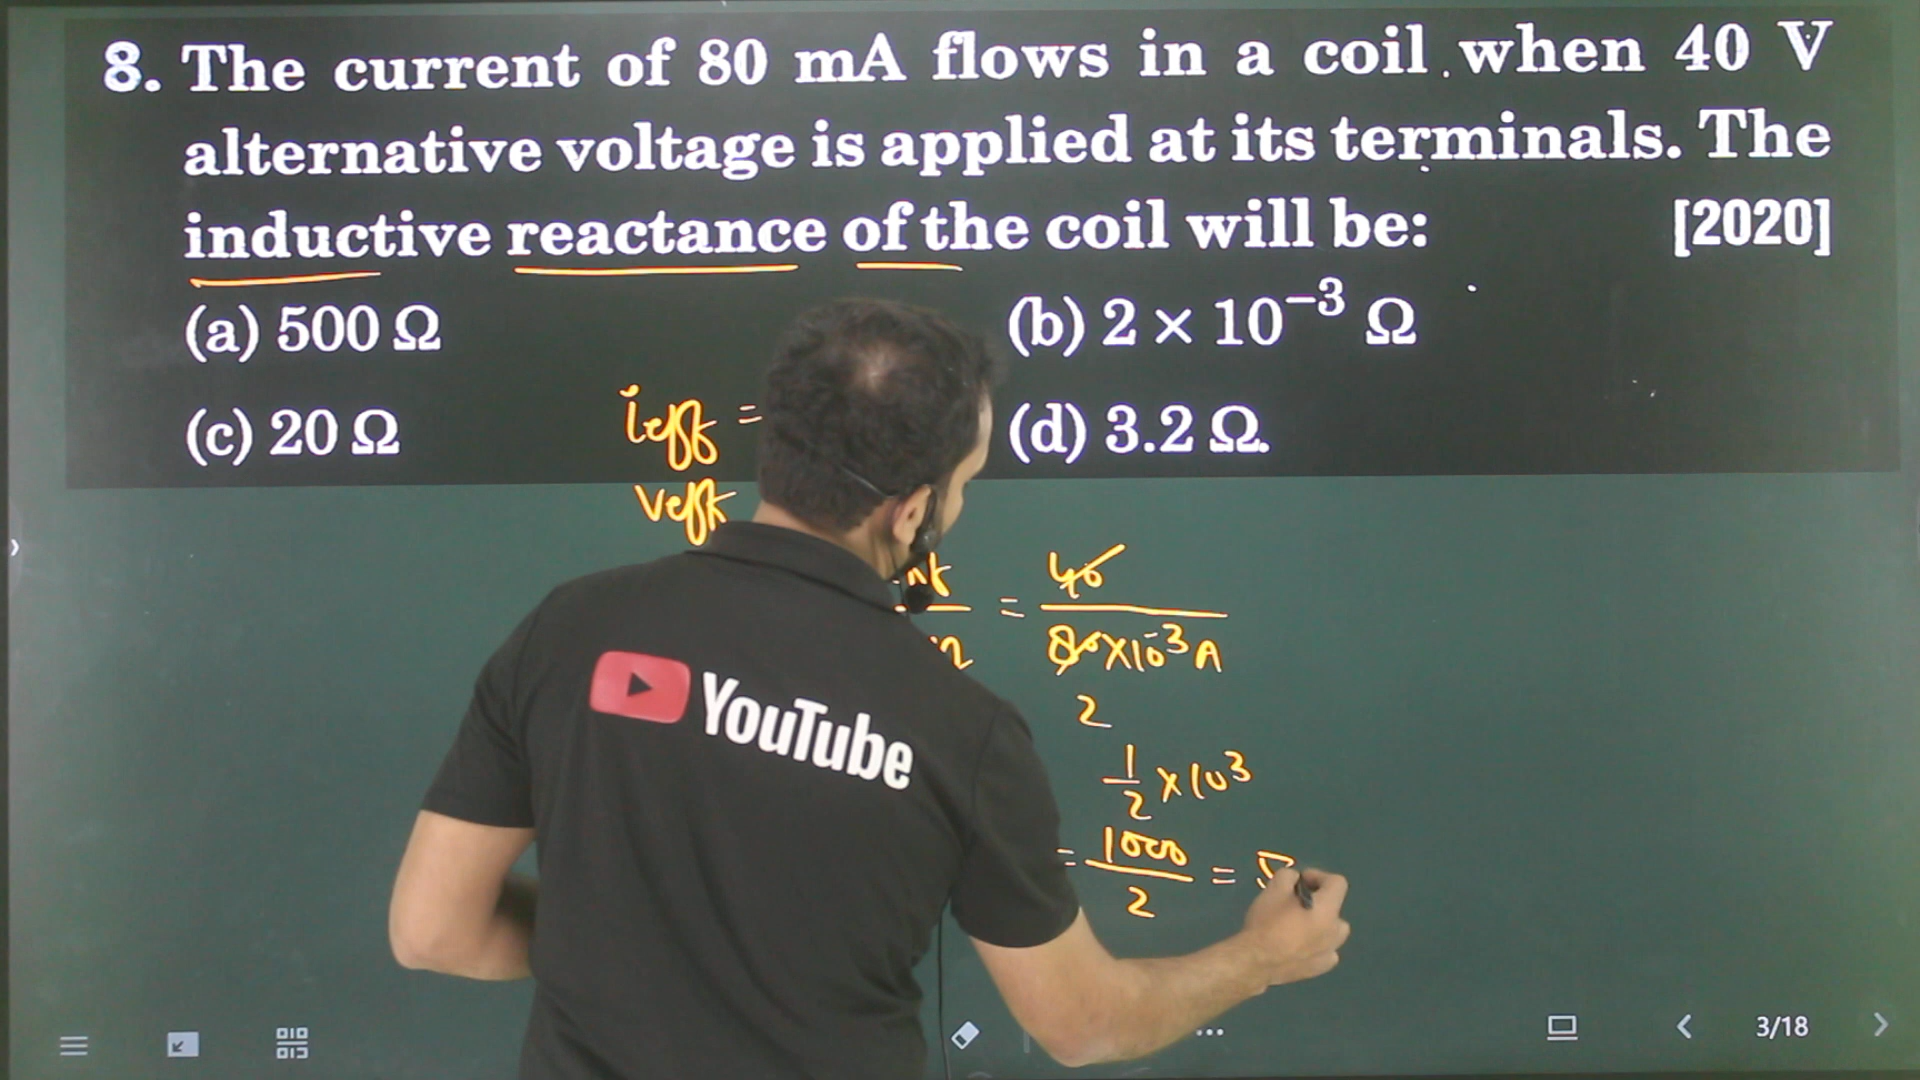 8. The current of 80 mA flows in a coil when 40 V
alternative voltage is applied at its terminals. The
inductive reactance of the coil will be: [2020]
(a) 500 Ω (b) 2 × 10⁻³ Ω
(c) 20 Ω (d) 3.2 Ω.
ieff =
Veff
= 40
80×10⁻³A
2
1/2 × 10³
= 1000/2 = 5
YouTube
3/18